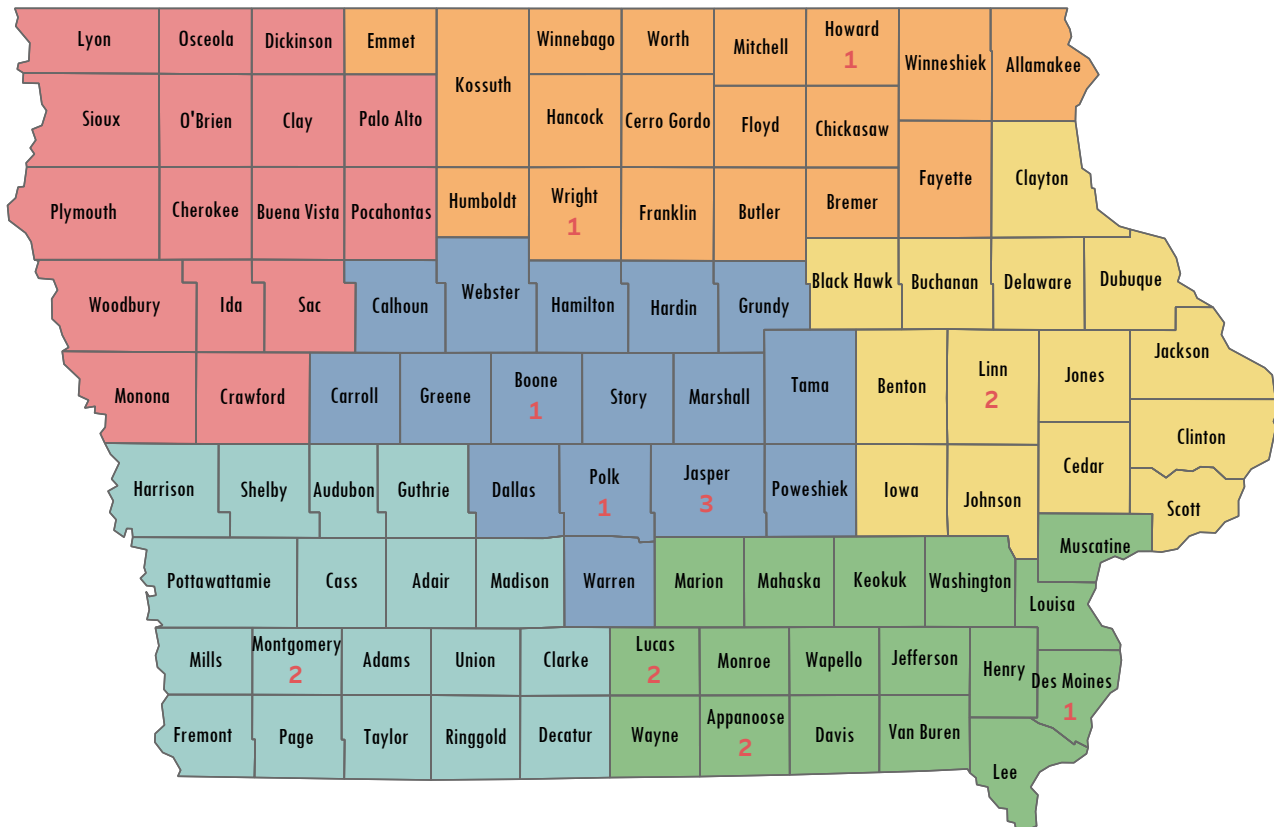 Lyon
Osceola
Dickinson
Emmet
Kossuth
Winnebago
Worth
Mitchell
Howard
1
Winneshiek
Allamakee
Sioux
O'Brien
Clay
Palo Alto
Hancock
Cerro Gordo
Floyd
Chickasaw
Fayette
Clayton
Plymouth
Cherokee
Buena Vista
Pocahontas
Humboldt
Wright
1
Franklin
Butler
Bremer
Woodbury
Ida
Sac
Calhoun
Webster
Hamilton
Hardin
Grundy
Black Hawk
Buchanan
Delaware
Dubuque
Monona
Crawford
Carroll
Greene
Boone
1
Story
Marshall
Tama
Benton
Linn
2
Jones
Jackson
Clinton
Harrison
Shelby
Audubon
Guthrie
Dallas
Polk
1
Jasper
3
Poweshiek
Iowa
Johnson
Cedar
Scott
Pottawattamie
Cass
Adair
Madison
Warren
Marion
Mahaska
Keokuk
Washington
Muscatine
Louisa
Mills
Montgomery
2
Adams
Union
Clarke
Lucas
2
Monroe
Wapello
Jefferson
Henry
Des Moines
1
Fremont
Page
Taylor
Ringgold
Decatur
Wayne
Appanoose
2
Davis
Van Buren
Lee